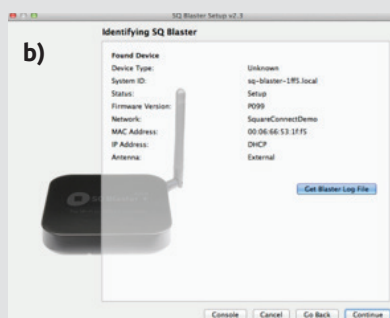 SQ Blaster Setup v2.3
b)
Identifying SQ Blaster
Found Device
Device Type: Unknown
System ID: sq-blaster-1ff5.local
Status: Setup
Firmware Version: P099
Network: SquareConnectDemo
MAC Address: 00:06:66:53:1f:f5
IP Address: DHCP
Antenna: External
Get Blaster Log File
Console Cancel Go Back Continue